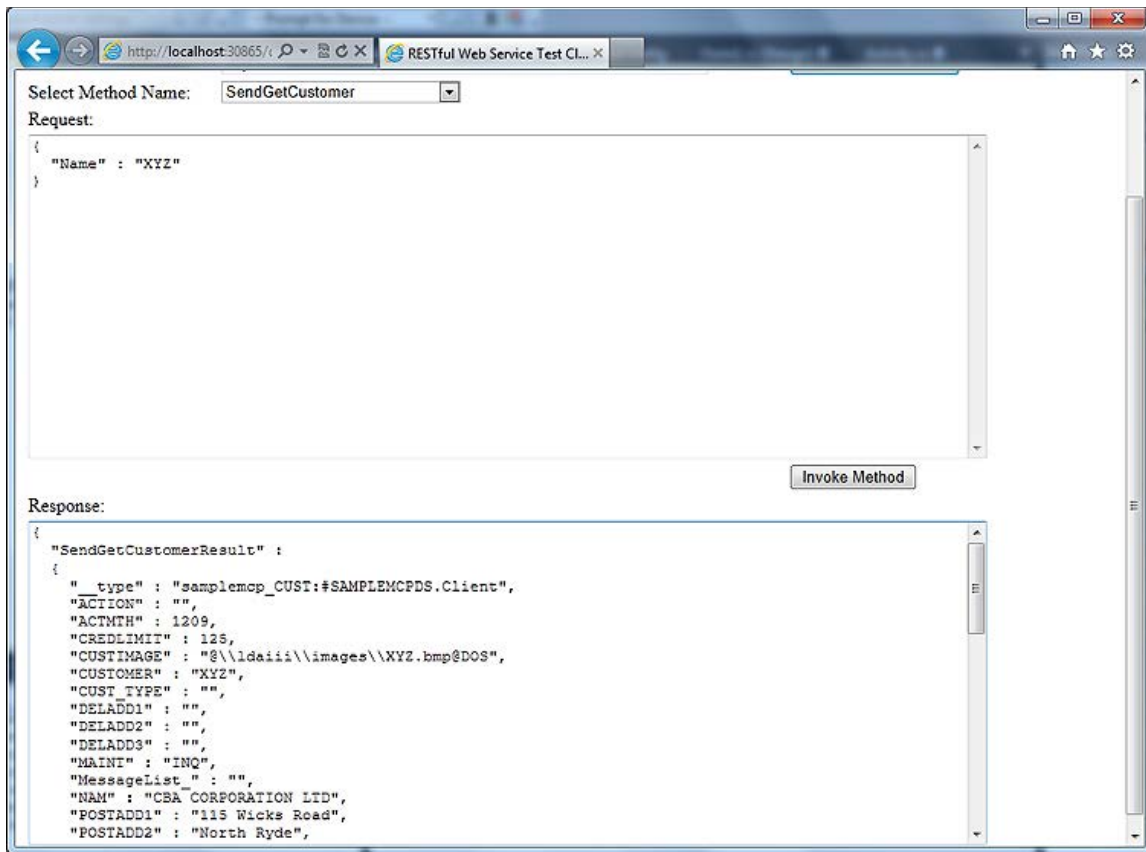 http://localhost:30865/
RESTful Web Service Test Cl...
Select Method Name: SendGetCustomer
Request:
{
"Name" : "XYZ"
}
Invoke Method
Response:
{
"SendGetCustomerResult" :
{
"__type" : "samplemcp_CUST:#SAMPLEMCPDS.Client",
"ACTION" : "",
"ACTMTH" : 1209,
"CREDLIMIT" : 125,
"CUSTIMAGE" : "@\\ldaiii\\images\\XYZ.bmp@DOS",
"CUSTOMER" : "XYZ",
"CUST_TYPE" : "",
"DELADD1" : "",
"DELADD2" : "",
"DELADD3" : "",
"MAINT" : "INQ",
"MessageList_" : "",
"NAM" : "CBA CORPORATION LTD",
"POSTADD1" : "115 Wicks Road",
"POSTADD2" : "North Ryde",